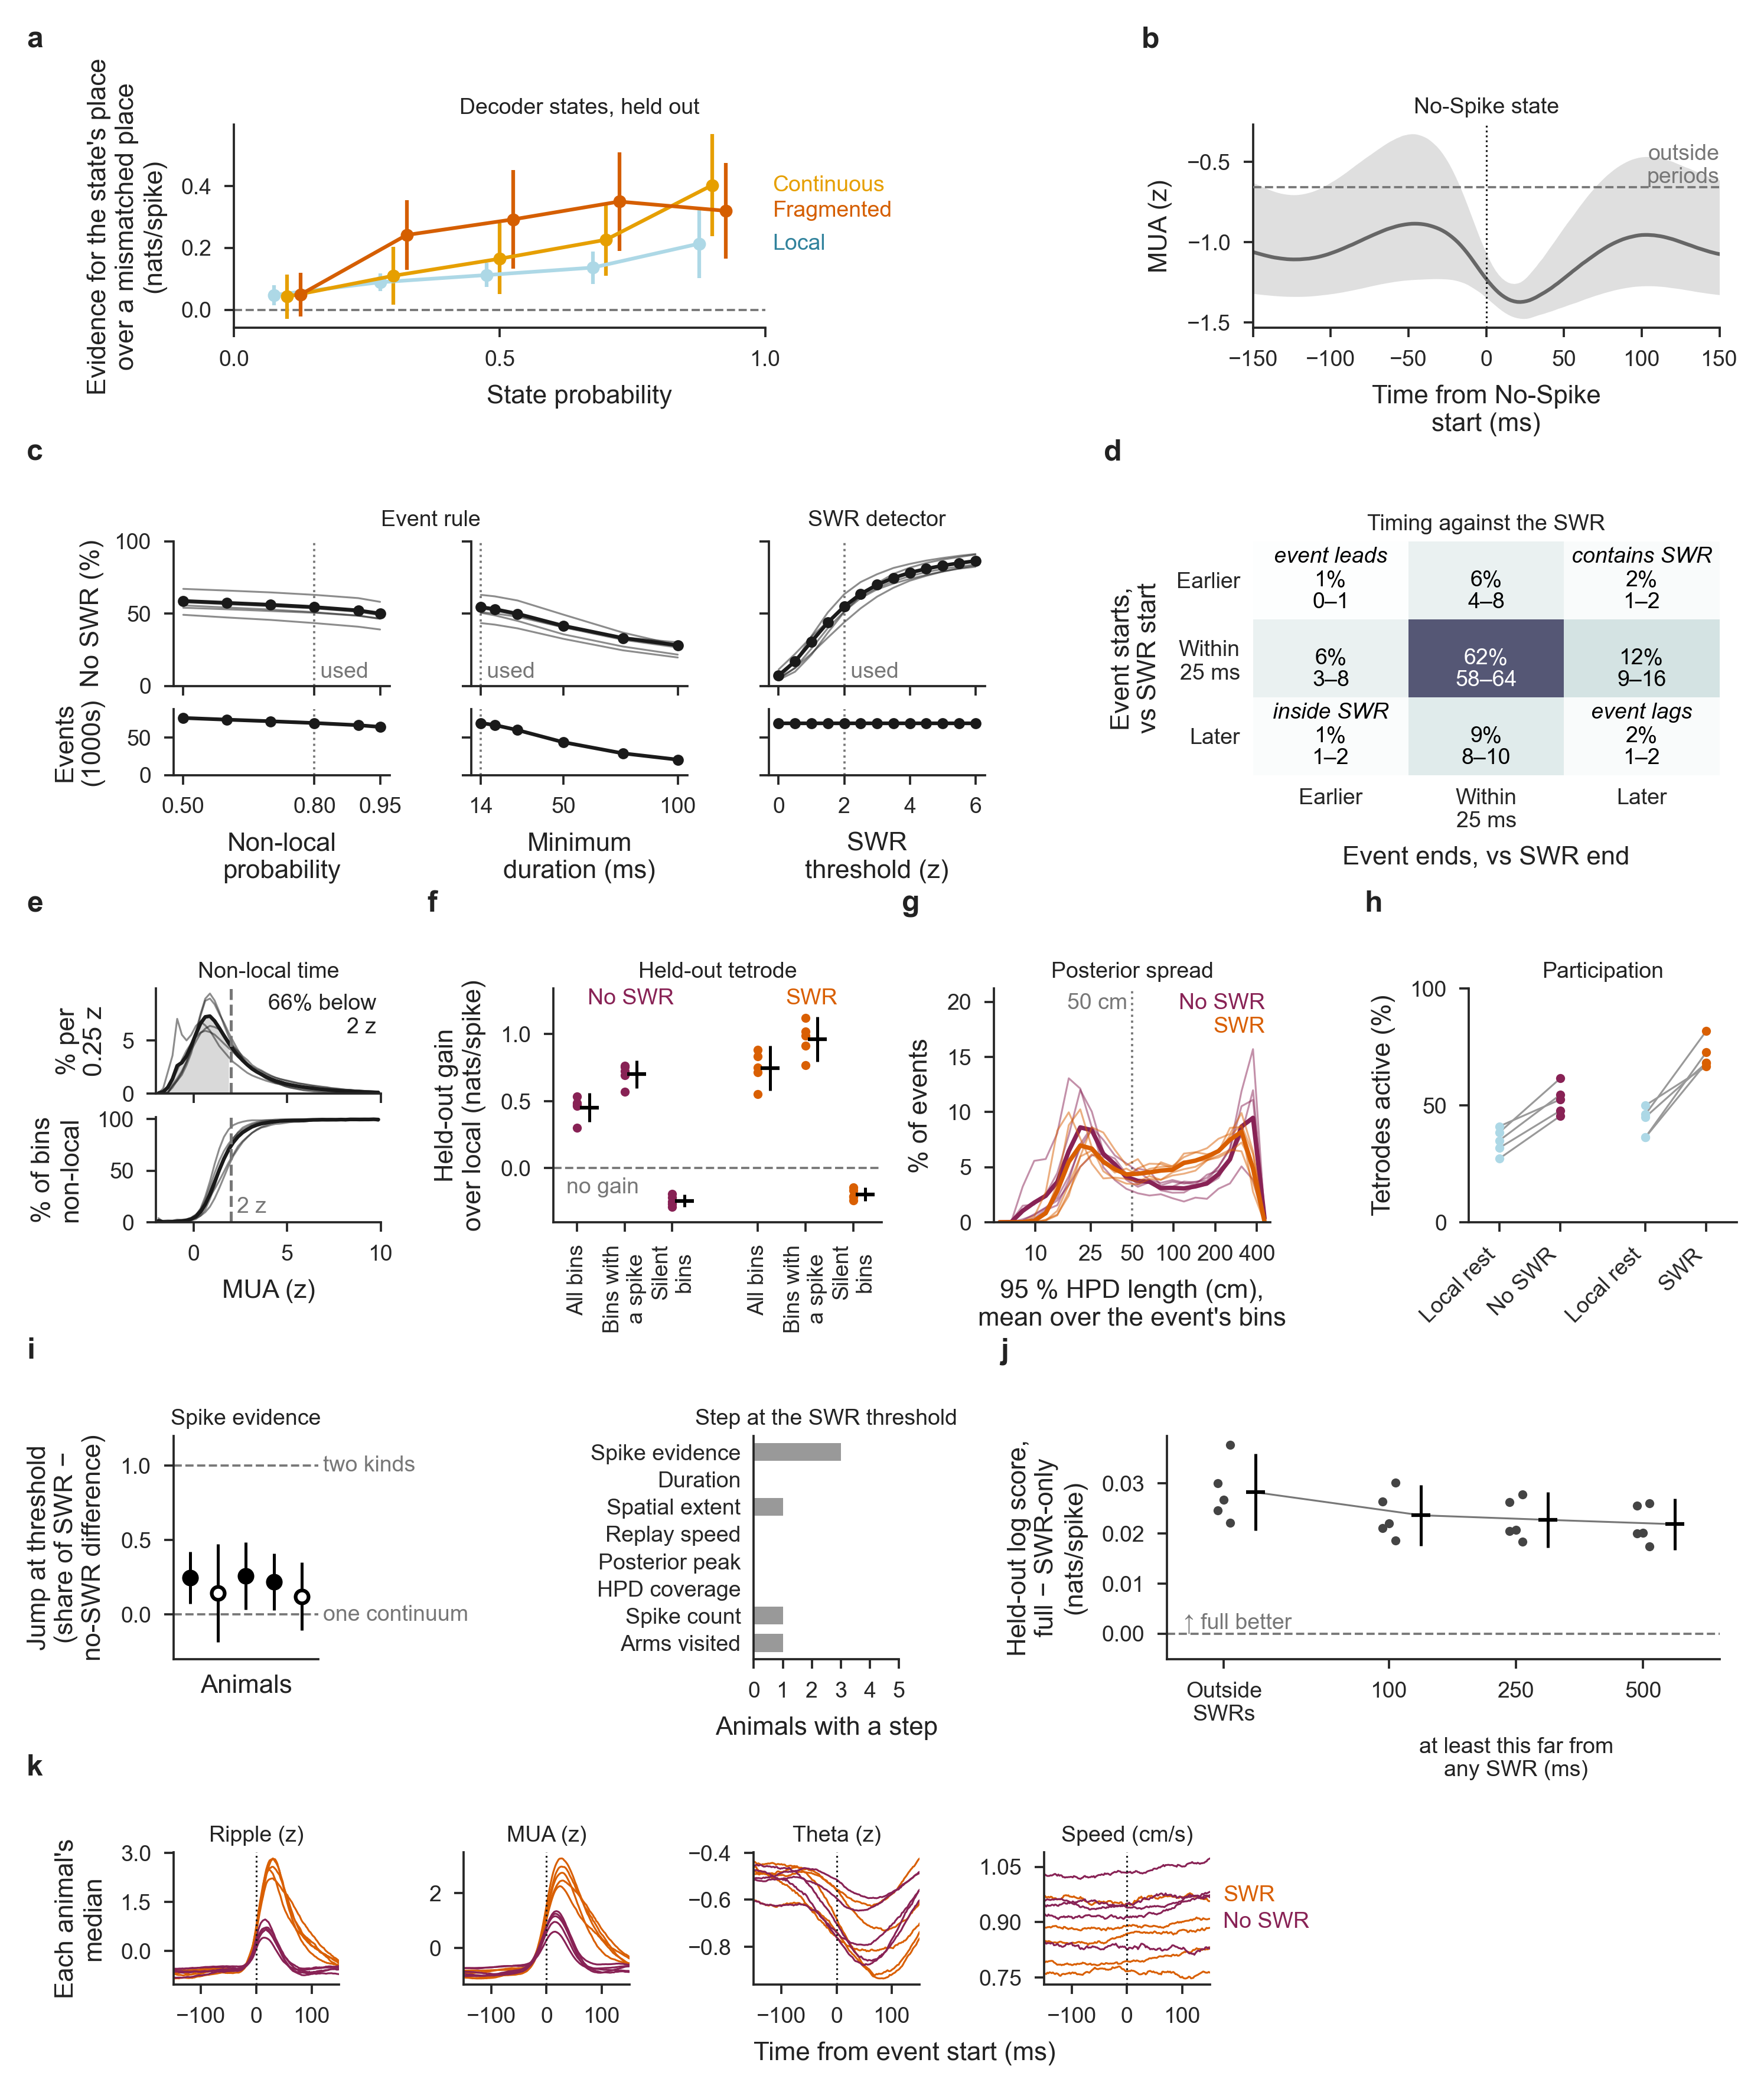 a
Decoder states, held out
Evidence for the state's place
over a mismatched place
(nats/spike)
0.4
0.2
0.0
0.0
0.5
1.0
State probability
Continuous
Fragmented
Local
b
No-Spike state
MUA (z)
−0.5
−1.0
−1.5
outside
periods
−150
−100
−50
0
50
100
150
Time from No-Spike
start (ms)
c
Event rule
SWR detector
No SWR (%)
100
50
0
used
used
used
Events
(1000s)
50
0
0.50
0.80
0.95
14
50
100
0
2
4
6
Non-local
probability
Minimum
duration (ms)
SWR
threshold (z)
d
Timing against the SWR
Event starts,
vs SWR start
Earlier
event leads
1%
0–1
6%
4–8
contains SWR
2%
1–2
Within
25 ms
6%
3–8
62%
58–64
12%
9–16
Later
inside SWR
1%
1–2
9%
8–10
event lags
2%
1–2
Earlier
Within
25 ms
Later
Event ends, vs SWR end
e
Non-local time
% per
0.25 z
5
0
66% below
2 z
% of bins
non-local
100
50
0
2 z
0
5
10
MUA (z)
f
Held-out tetrode
Held-out gain
over local (nats/spike)
No SWR
SWR
1.0
0.5
0.0
no gain
All bins
Bins with
a spike
Silent
bins
All bins
Bins with
a spike
Silent
bins
g
Posterior spread
% of events
20
15
10
5
0
50 cm
No SWR
SWR
10
25
50
100
200
400
95 % HPD length (cm),
mean over the event's bins
h
Participation
Tetrodes active (%)
100
50
0
Local rest
No SWR
Local rest
SWR
i
Spike evidence
Jump at threshold
(share of SWR −
no-SWR difference)
1.0
0.5
0.0
two kinds
one continuum
Animals
Step at the SWR threshold
Spike evidence
Duration
Spatial extent
Replay speed
Posterior peak
HPD coverage
Spike count
Arms visited
0
1
2
3
4
5
Animals with a step
j
Held-out log score,
full − SWR-only
(nats/spike)
0.03
0.02
0.01
0.00
↑ full better
Outside
SWRs
100
250
500
at least this far from
any SWR (ms)
k
Each animal's
median
Ripple (z)
3.0
1.5
0.0
−100
0
100
MUA (z)
2
0
−100
0
100
Theta (z)
−0.4
−0.6
−0.8
−100
0
100
Speed (cm/s)
1.05
0.90
0.75
−100
0
100
SWR
No SWR
Time from event start (ms)